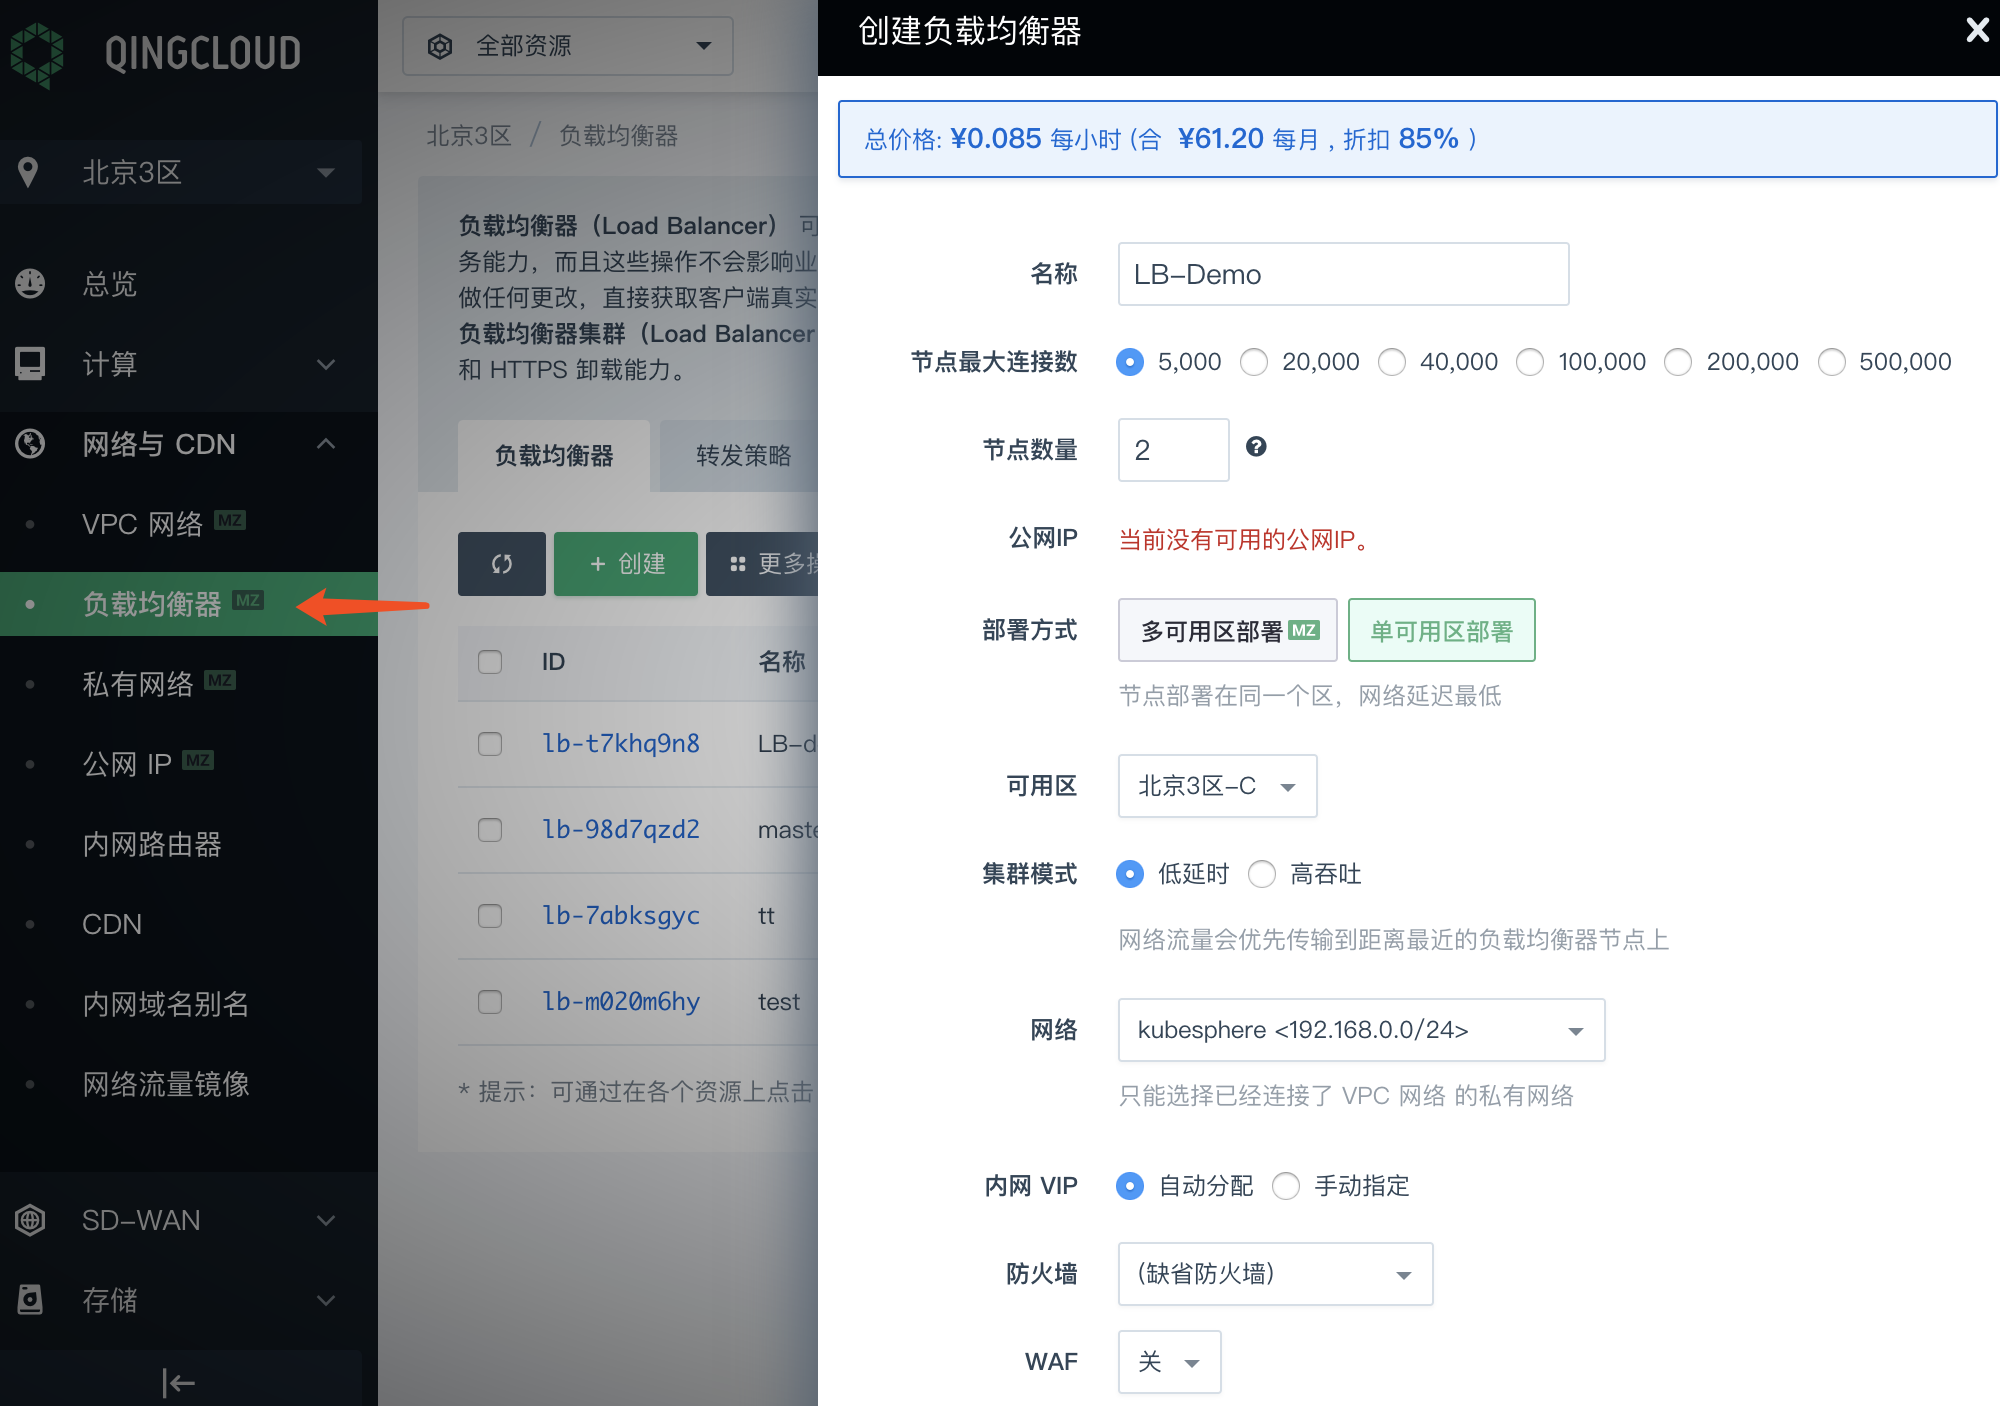 QINGCLOUD
北京3区
总览
计算
网络与 CDN
VPC 网络 MZ
负载均衡器 MZ
私有网络 MZ
公网 IP MZ
内网路由器
CDN
内网域名别名
网络流量镜像
SD-WAN
存储
全部资源
北京3区 / 负载均衡器
负载均衡器（Load Balancer） 可
务能力，而且这些操作不会影响业
做任何更改，直接获取客户端真实
负载均衡器集群（Load Balancer
和 HTTPS 卸载能力。
负载均衡器 转发策略
+ 创建 更多操
ID 名称
lb-t7khq9n8 LB-d
lb-98d7qzd2 maste
lb-7abksgyc tt
lb-m020m6hy test
* 提示：可通过在各个资源上点击
创建负载均衡器
总价格: ¥0.085 每小时 (合 ¥61.20 每月 , 折扣 85% )
名称 LB-Demo
节点最大连接数 5,000 20,000 40,000 100,000 200,000 500,000
节点数量 2
公网IP 当前没有可用的公网IP。
部署方式 多可用区部署 MZ 单可用区部署
节点部署在同一个区，网络延迟最低
可用区 北京3区-C
集群模式 低延时 高吞吐
网络流量会优先传输到距离最近的负载均衡器节点上
网络 kubesphere <192.168.0.0/24>
只能选择已经连接了 VPC 网络 的私有网络
内网 VIP 自动分配 手动指定
防火墙 (缺省防火墙)
WAF 关